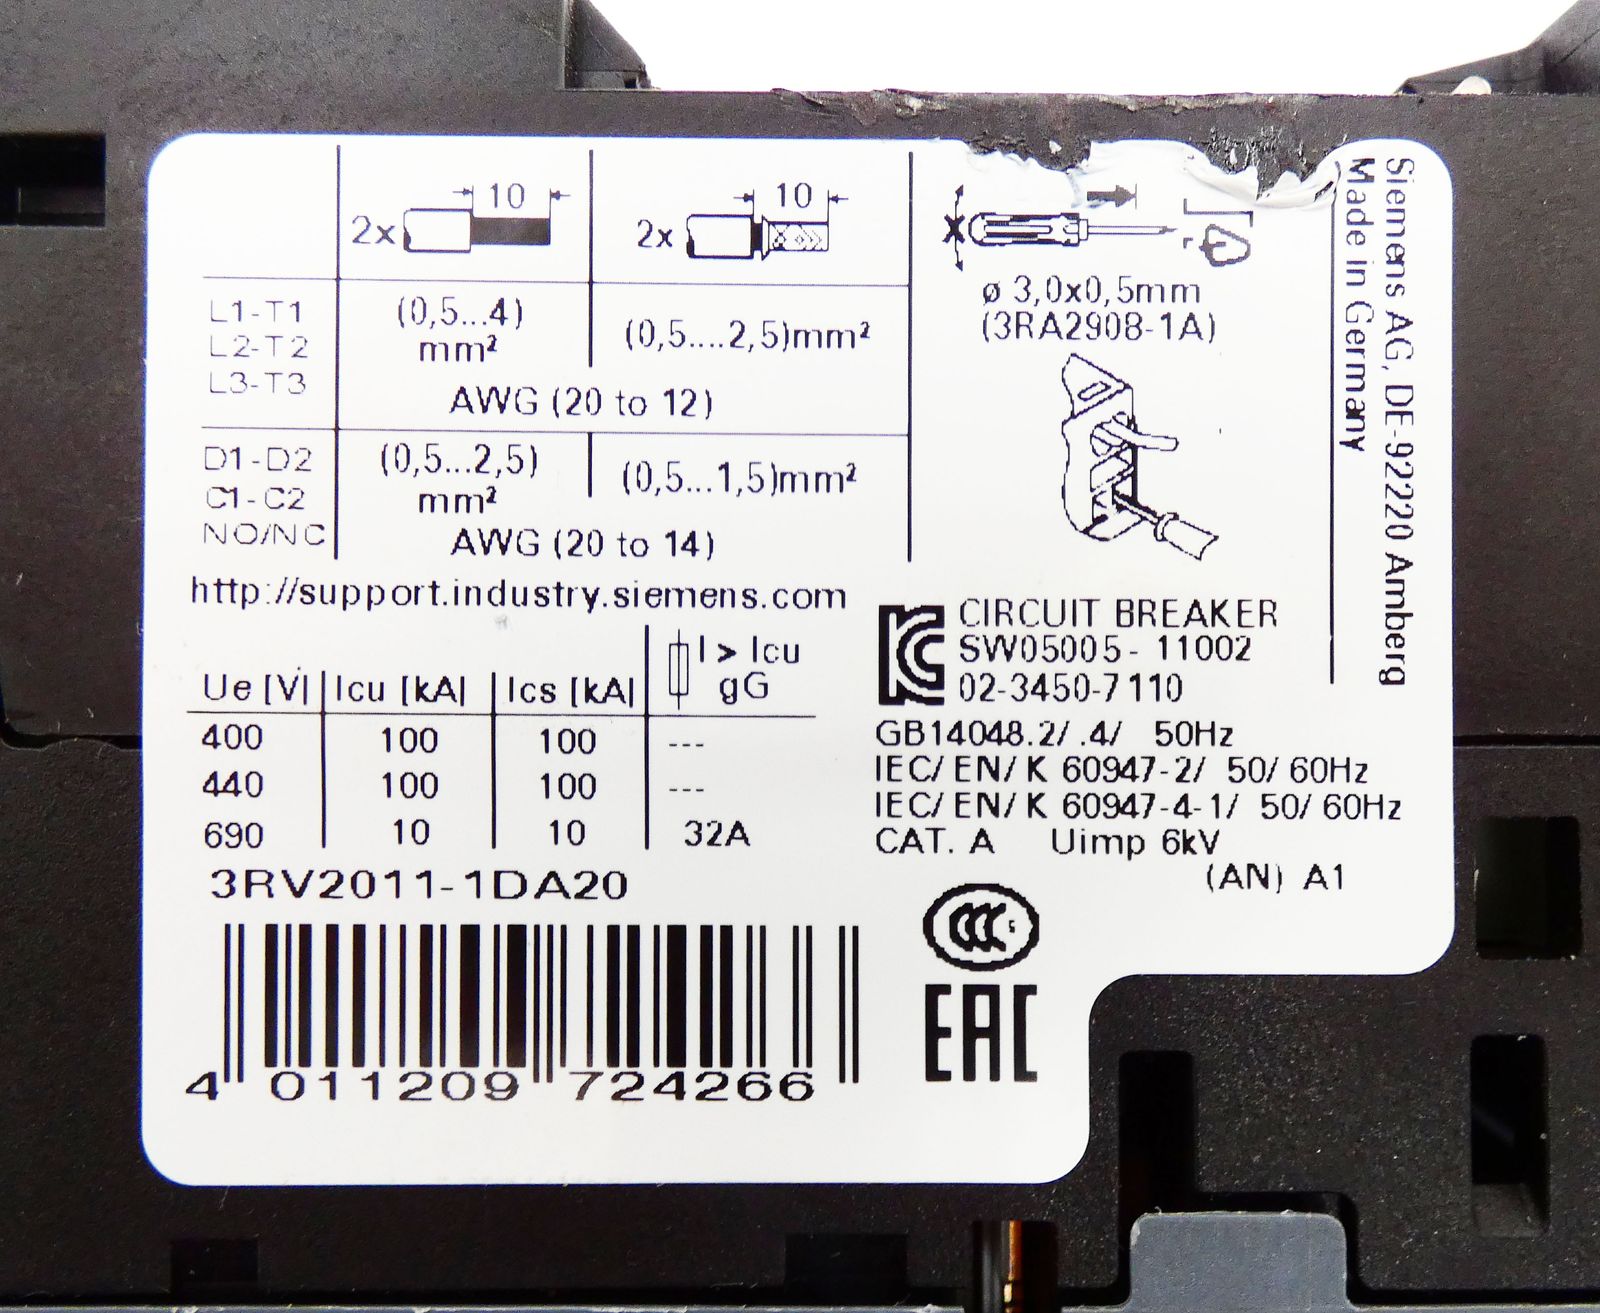 10
10
2x
2x
L1-T1
L2-T2
L3-T3
(0,5...4)
mm²
(0,5....2,5)mm²
AWG (20 to 12)
D1-D2
C1-C2
NO/NC
(0,5...2,5)
mm²
(0,5...1,5)mm²
AWG (20 to 14)
ø 3,0x0,5mm
(3RA2908-1A)
Siemens AG, DE-92220 Amberg
Made in Germany
http://support.industry.siemens.com
Ue [V] Icu [kA] Ics [kA] I > Icu
gG
400 100 100 ---
440 100 100 ---
690 10 10 32A
CIRCUIT BREAKER
SW05005-11002
02-3450-7110
GB14048.2/ .4/ 50Hz
IEC/ EN/ K 60947-2/ 50/ 60Hz
IEC/ EN/ K 60947-4-1/ 50/ 60Hz
CAT. A Uimp 6kV
(AN) A1
3RV2011-1DA20
4 011209 724266
CCC
EAC